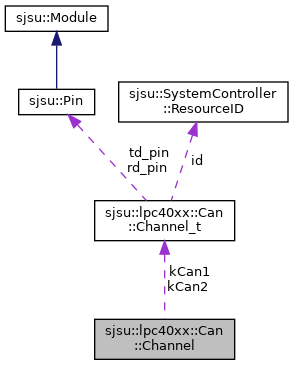 sjsu::Module
sjsu::Pin
sjsu::SystemController
::ResourceID
td_pin
rd_pin
id
sjsu::lpc40xx::Can
::Channel_t
kCan1
kCan2
sjsu::lpc40xx::Can
::Channel